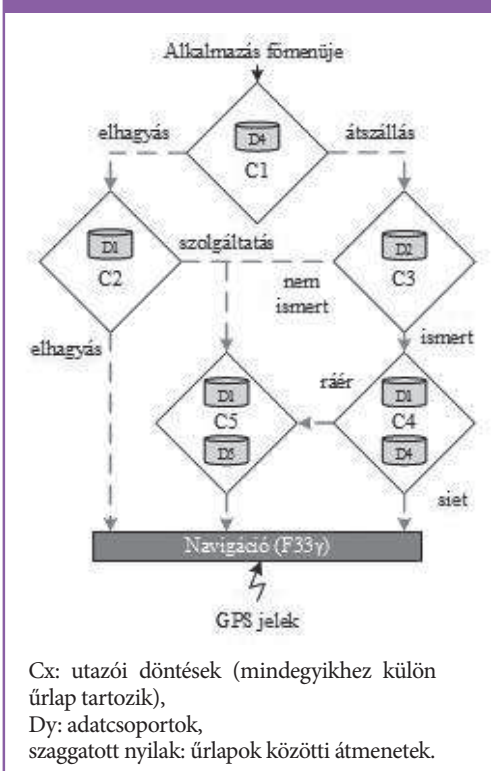 Alkalmazás főmenüje
elhagyás
átszállás
D4
C1
D1
C2
szolgáltatás
nem
ismert
D2
C3
elhagyás
ismert
ráér
D1
C5
D1
C4
D4
siet
Navigáció (F33γ)
GPS jelek
Cx: utazói döntések (mindegyikhez külön
űrlap tartozik),
Dy: adatcsoportok,
szaggatott nyilak: űrlapok közötti átmenetek.